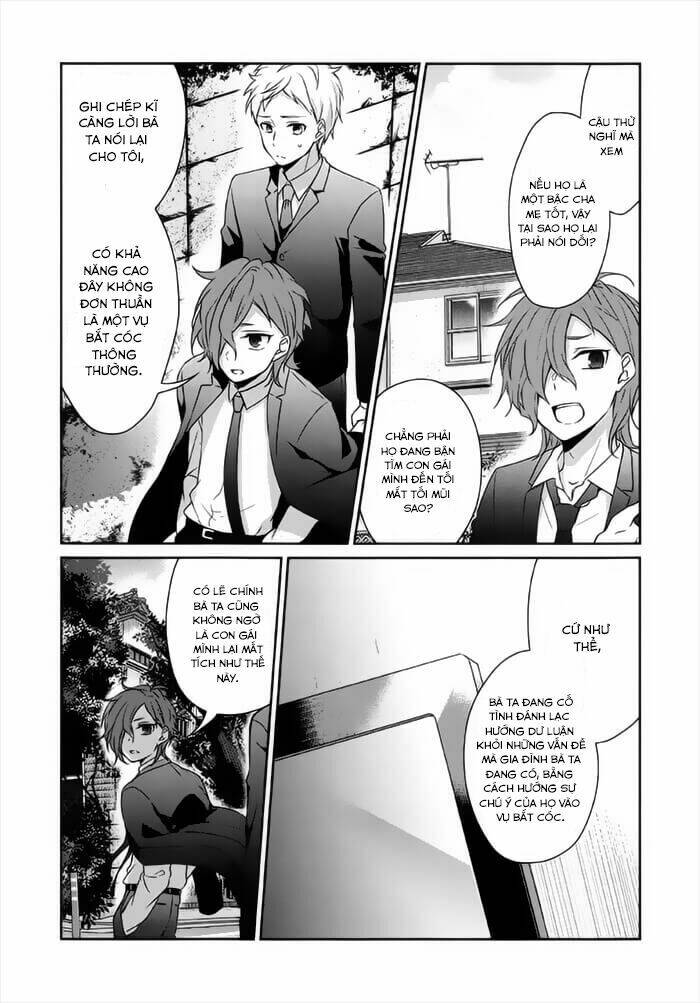 CẬU THỬ
NGHĨ MÀ
XEM
NẾU HỌ LÀ
MỘT BẬC CHA
MẸ TỐT, VẬY
TẠI SAO HỌ LẠI
PHẢI NÓI DỐI?
CHẲNG PHẢI
HỌ ĐANG BẬN
TÌM CON GÁI
MÌNH ĐẾN TỐI
MẮT TỐI MŨI
SAO?
GHI CHÉP KĨ
CÀNG LỜI BÀ
TA NÓI LẠI
CHO TÔI,
CÓ KHẢ
NĂNG CAO
ĐÂY KHÔNG
ĐƠN THUẦN
LÀ MỘT VỤ
BẮT CÓC
THÔNG
THƯỜNG.
CỨ NHƯ
THỂ,
BÀ TA ĐANG CỐ
TÌNH ĐÁNH LẠC
HƯỚNG DƯ LUẬN
KHỎI NHỮNG VẤN ĐỀ
MÀ GIA ĐÌNH BÀ TA
ĐANG CÓ, BẰNG
CÁCH HƯỚNG SỰ
CHÚ Ý CỦA HỌ VÀO
VỤ BẮT CÓC.
CÓ LẼ CHÍNH
BÀ TA CŨNG
KHÔNG NGỜ
LÀ CON GÁI
MÌNH LẠI MẤT
TÍCH NHƯ THẾ
NÀY.